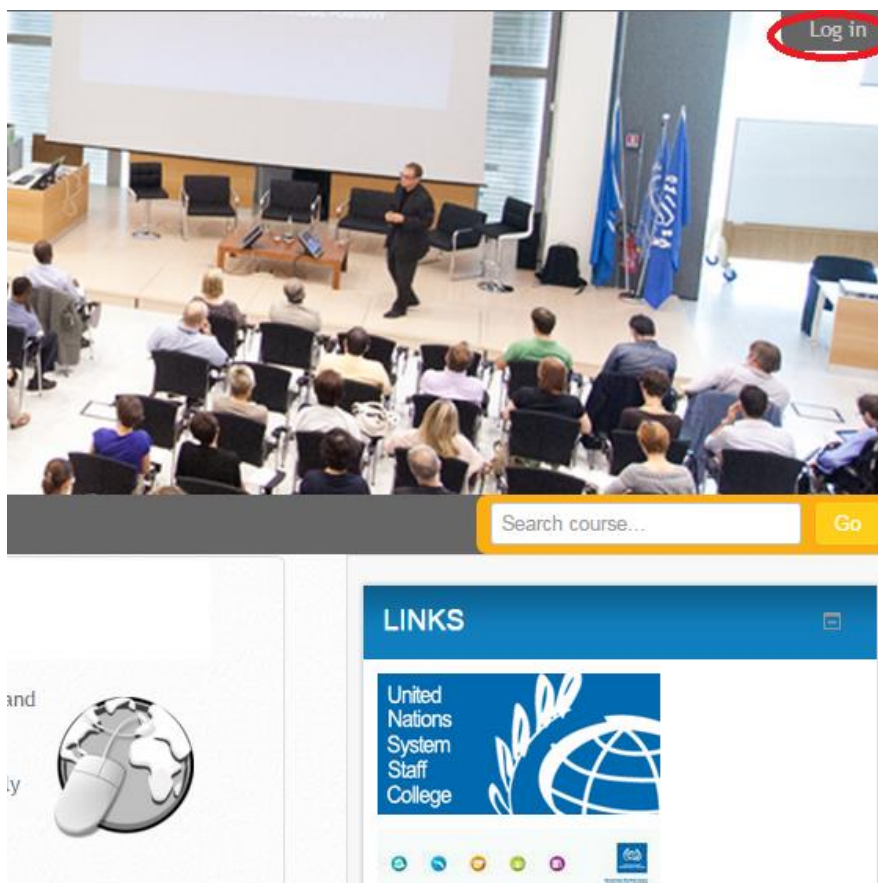 Log in
Search course...
Go
LINKS
and
ly
United
Nations
System
Staff
College